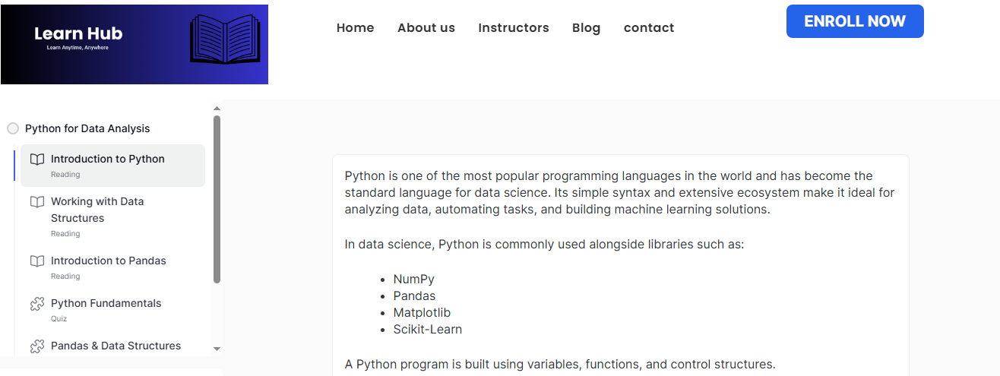 Learn Hub
Learn Anytime, Anywhere
Home About us Instructors Blog contact
ENROLL NOW
Python for Data Analysis
Introduction to Python
Reading
Working with Data
Structures
Reading
Introduction to Pandas
Reading
Python Fundamentals
Quiz
Pandas & Data Structures
Python is one of the most popular programming languages in the world and has become the
standard language for data science. Its simple syntax and extensive ecosystem make it ideal for
analyzing data, automating tasks, and building machine learning solutions.
In data science, Python is commonly used alongside libraries such as:
• NumPy
• Pandas
• Matplotlib
• Scikit-Learn
A Python program is built using variables, functions, and control structures.